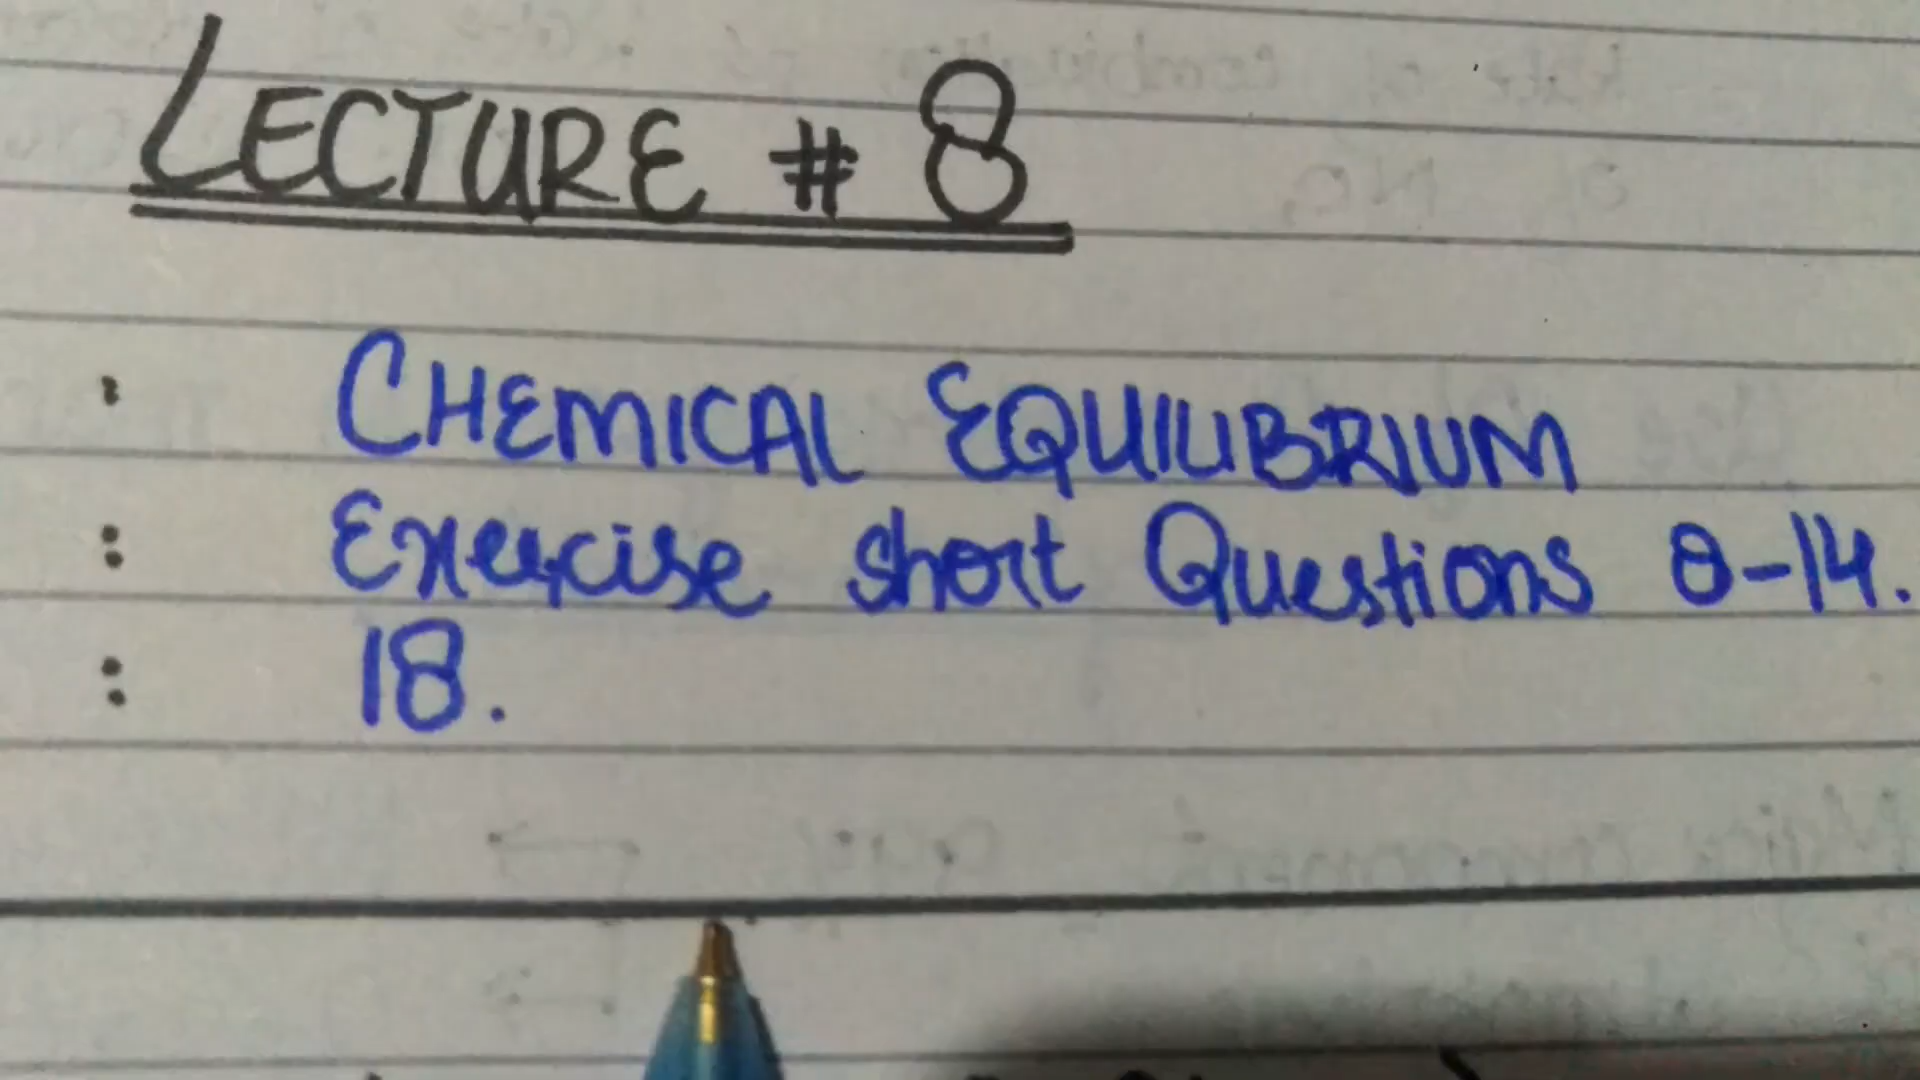 LECTURE # 8
CHEMICAL EQUILIBRIUM
Exercise short Questions 8-14.
18.